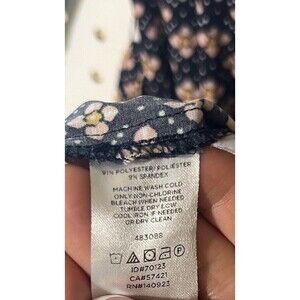 91% POLYESTER/ POLIESTER
9% SPANDEX
MACHINE WASH COLD
ONLY NON-CHLORINE
BLEACH WHEN NEEDED
TUMBLE DRY LOW
COOL IRON IF NEEDED
OR DRY CLEAN
483088
ID#70123
CA#57421
RN#140923